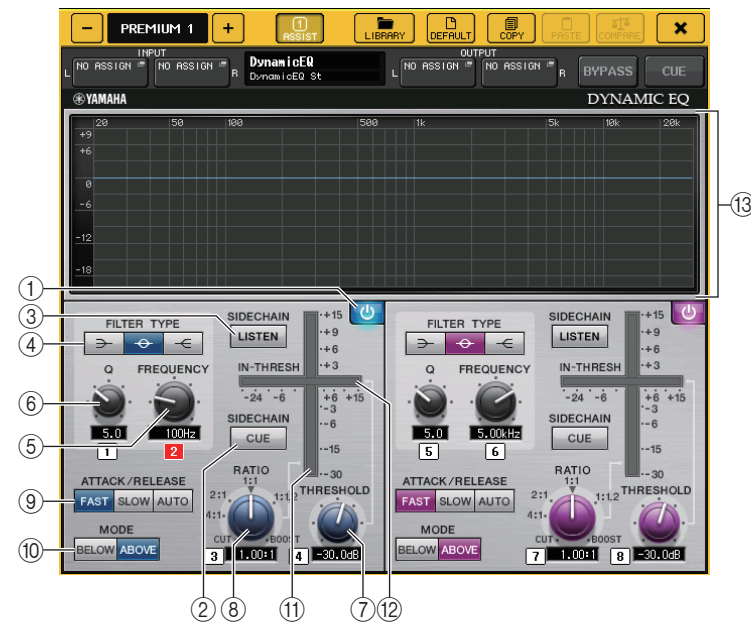 − PREMIUM 1 + 1 ASSIST LIBRARY DEFAULT COPY PASTE COMPARE ×
INPUT
L NO ASSIGN NO ASSIGN R
DynamicEQ
DynamicEQ St
OUTPUT
L NO ASSIGN NO ASSIGN R
BYPASS CUE
YAMAHA DYNAMIC EQ
20 50 100 500 1k 5k 10k 20k
+9
+6
0
-6
-12
-18
⑬
①
③
④
⑥
⑤
⑨
⑩
FILTER TYPE
Q FREQUENCY
5.0 100Hz
1 2
ATTACK/RELEASE
FAST SLOW AUTO
MODE
BELOW ABOVE
SIDECHAIN
LISTEN
+15
+9
+6
+3
IN-THRESH
-24 -6 +6 +15
-3
-6
-15
-30
SIDECHAIN
CUE
RATIO
1:1
2:1 1:1.2
4:1
CUT BOOST
3 1.00:1
THRESHOLD
4 -30.0dB
FILTER TYPE
Q FREQUENCY
5.0 5.00kHz
5 6
ATTACK/RELEASE
FAST SLOW AUTO
MODE
BELOW ABOVE
SIDECHAIN
LISTEN
+15
+9
+6
+3
IN-THRESH
-24 -6 +6 +15
-3
-6
-15
-30
SIDECHAIN
CUE
RATIO
1:1
2:1 1:1.2
4:1
CUT BOOST
7 1.00:1
THRESHOLD
8 -30.0dB
② ⑧ ⑪ ⑦ ⑫